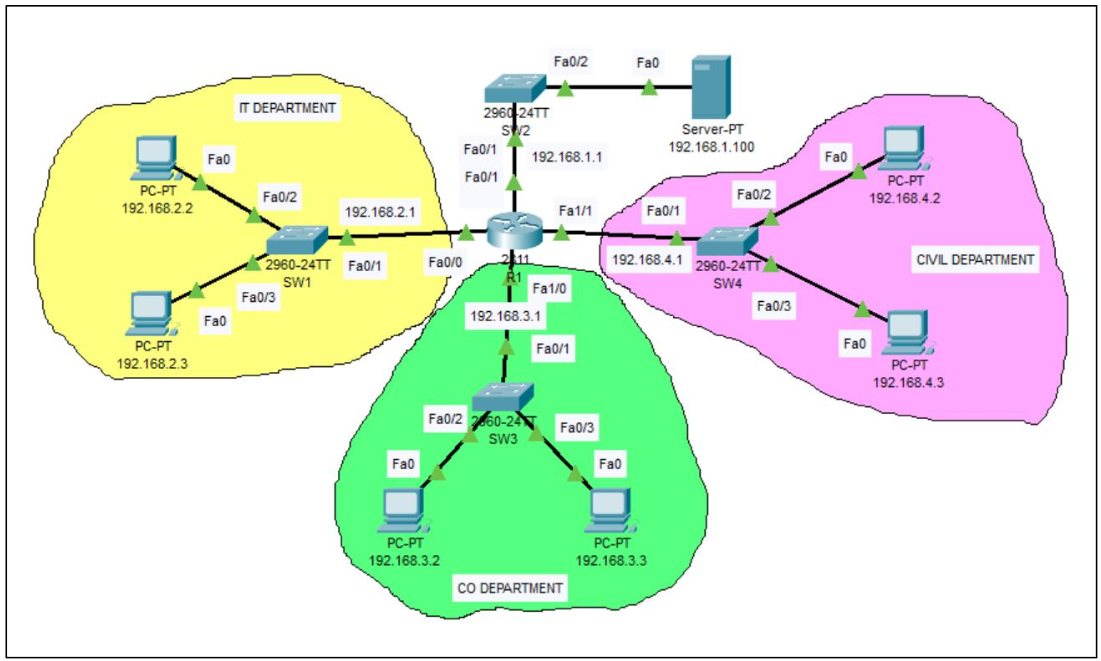 Fa0/2
Fa0
2960-24TT
SW2
Server-PT
192.168.1.100
Fa0/1
192.168.1.1
Fa0/1
IT DEPARTMENT
Fa0
PC-PT
192.168.2.2
Fa0/2
192.168.2.1
2960-24TT
SW1
Fa0/1
Fa0/0
Fa0/3
Fa0
PC-PT
192.168.2.3
R1
Fa1/1
Fa0/1
192.168.4.1
2960-24TT
SW4
Fa0/2
Fa0
PC-PT
192.168.4.2
CIVIL DEPARTMENT
Fa0/3
Fa0
PC-PT
192.168.4.3
Fa1/0
192.168.3.1
Fa0/1
2960-24TT
SW3
Fa0/2
Fa0/3
Fa0
Fa0
PC-PT
192.168.3.2
PC-PT
192.168.3.3
CO DEPARTMENT